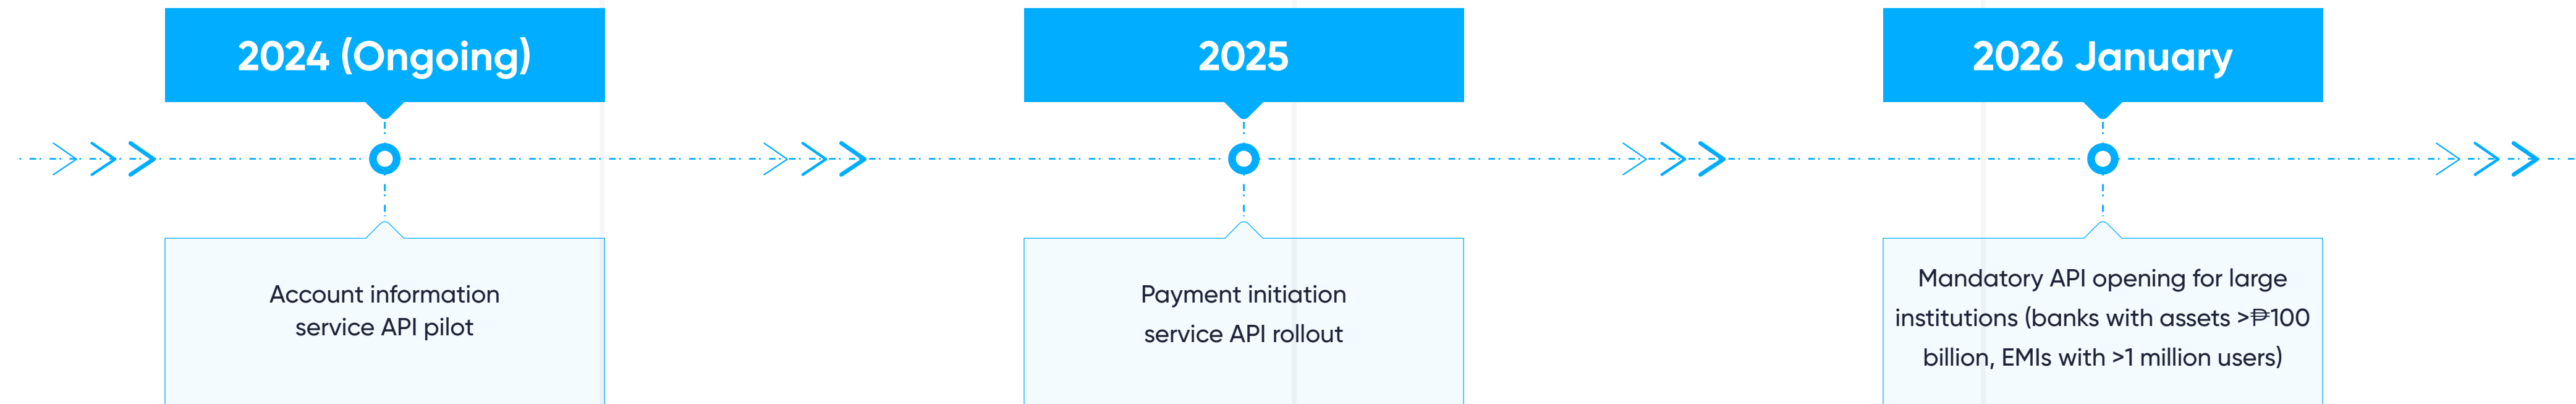 2024 (Ongoing)
2025
2026 January
Account information
service API pilot
Payment initiation
service API rollout
Mandatory API opening for large
institutions (banks with assets >₱100
billion, EMIs with >1 million users)